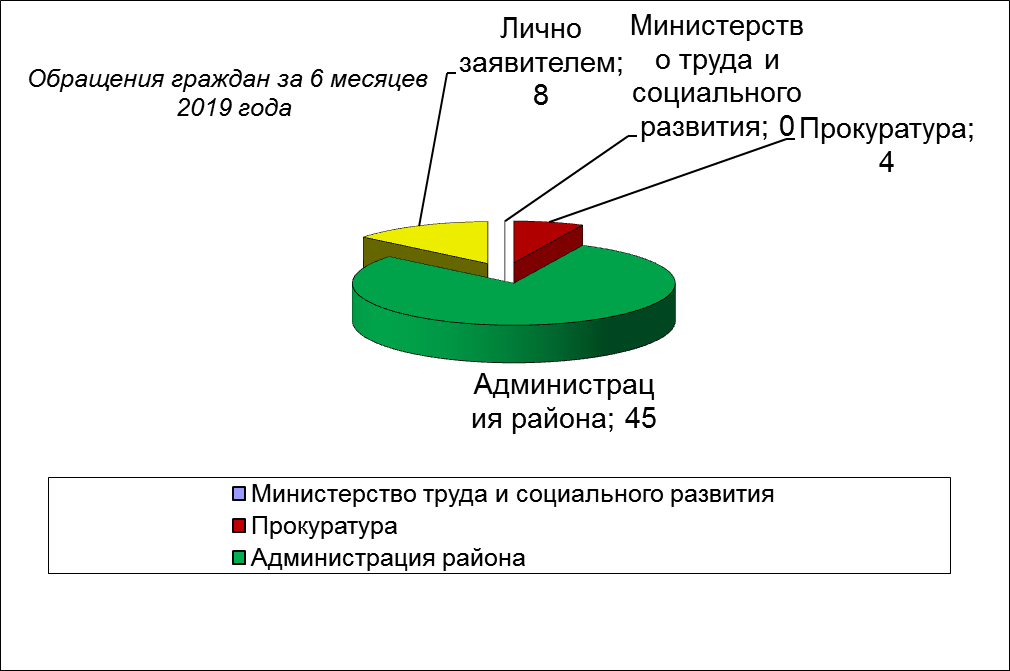 Обращения граждан за 6 месяцев
2019 года
Лично
заявителем;
8
Министерств
о труда и
социального
развития; 0
Прокуратура;
4
Администрац
ия района; 45
Министерство труда и социального развития
Прокуратура
Администрация района